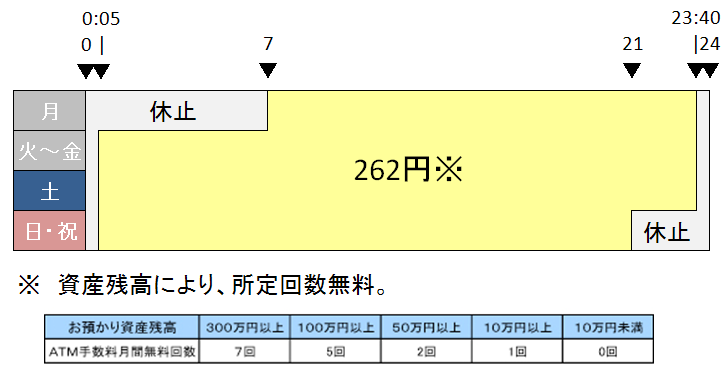 0:05 23:40
0 | 7 21 |24
月 休止
火～金
262円※
土
日・祝 休止
※ 資産残高により、所定回数無料。
お預かり資産残高 300万円以上 100万円以上 50万円以上 10万円以上 10万円未満
ATM手数料月間無料回数 7回 5回 2回 1回 0回